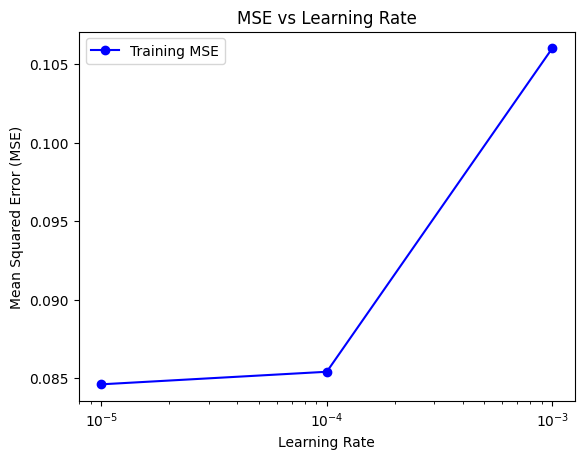 MSE vs Learning Rate
Training MSE
0.105
0.100
0.095
0.090
0.085
Mean Squared Error (MSE)
10⁻⁵
10⁻⁴
10⁻³
Learning Rate